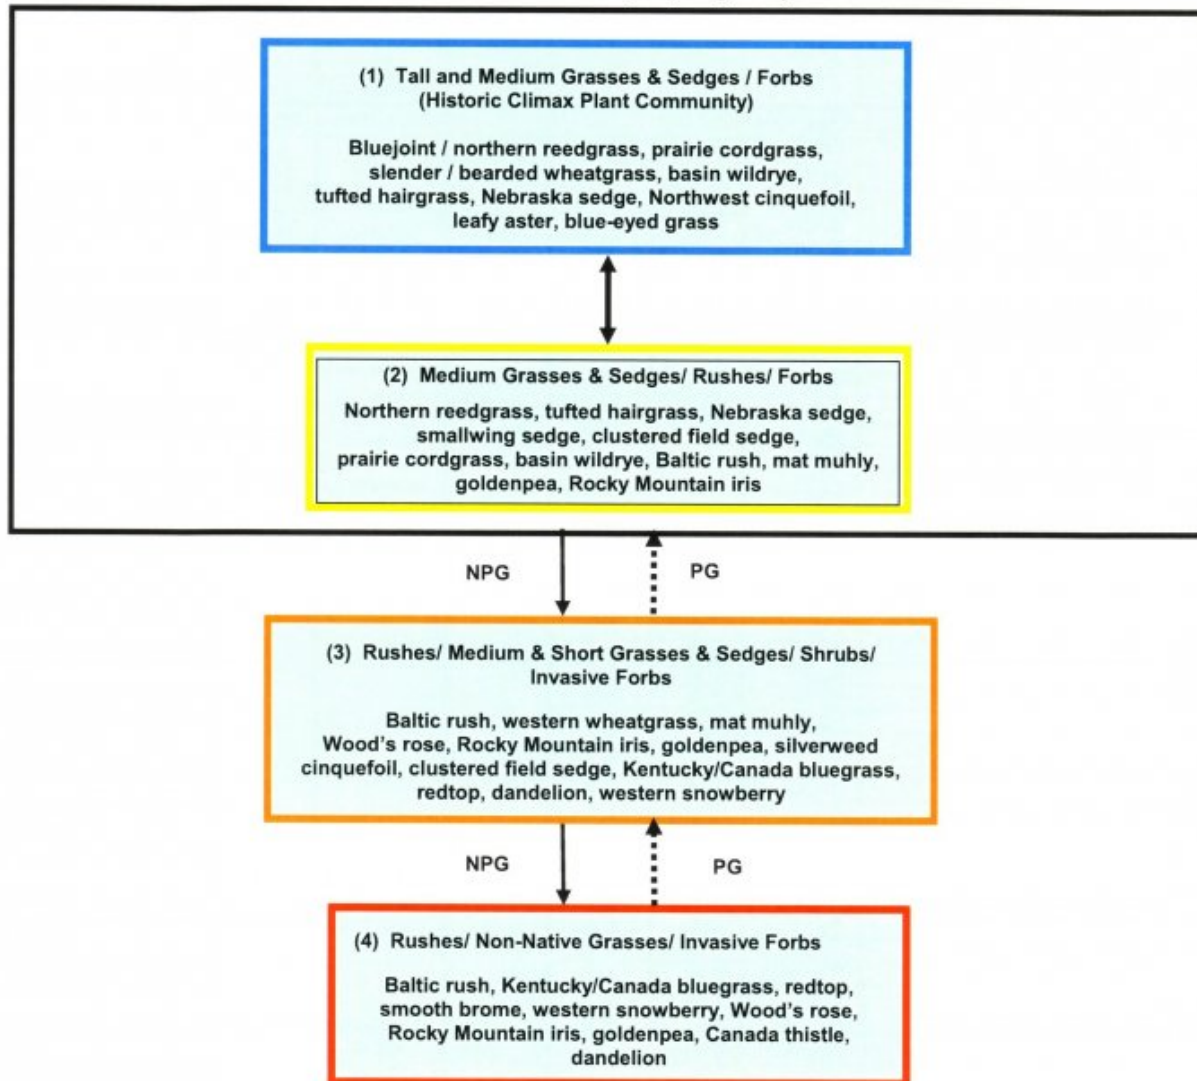 (1) Tall and Medium Grasses & Sedges / Forbs
(Historic Climax Plant Community)
Bluejoint / northern reedgrass, prairie cordgrass,
slender / bearded wheatgrass, basin wildrye,
tufted hairgrass, Nebraska sedge, Northwest cinquefoil,
leafy aster, blue-eyed grass
(2) Medium Grasses & Sedges/ Rushes/ Forbs
Northern reedgrass, tufted hairgrass, Nebraska sedge,
smallwing sedge, clustered field sedge,
prairie cordgrass, basin wildrye, Baltic rush, mat muhly,
goldenpea, Rocky Mountain iris
NPG PG
(3) Rushes/ Medium & Short Grasses & Sedges/ Shrubs/
Invasive Forbs
Baltic rush, western wheatgrass, mat muhly,
Wood's rose, Rocky Mountain iris, goldenpea, silverweed
cinquefoil, clustered field sedge, Kentucky/Canada bluegrass,
redtop, dandelion, western snowberry
NPG PG
(4) Rushes/ Non-Native Grasses/ Invasive Forbs
Baltic rush, Kentucky/Canada bluegrass, redtop,
smooth brome, western snowberry, Wood's rose,
Rocky Mountain iris, goldenpea, Canada thistle,
dandelion